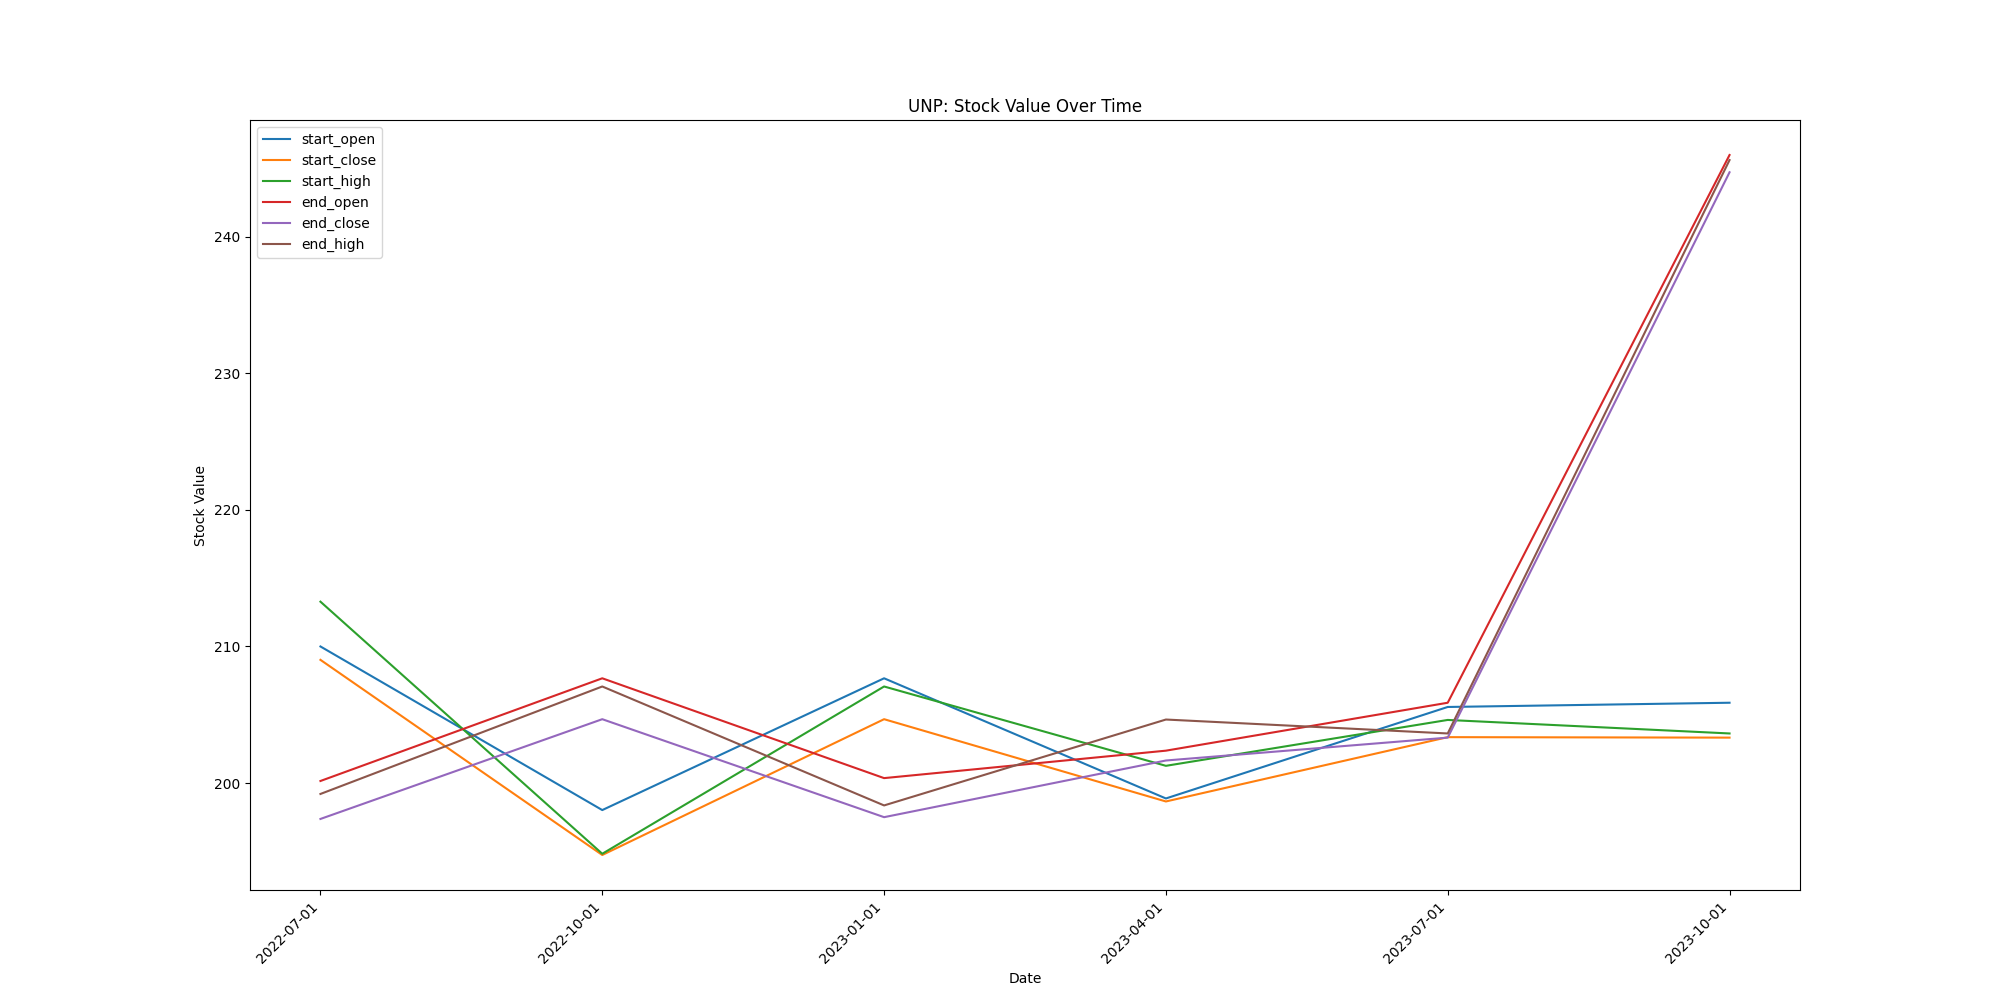 UNP: Stock Value Over Time
start_open
start_close
start_high
end_open
end_close
end_high
240
230
220
210
200
Stock Value
2022-07-01
2022-10-01
2023-01-01
2023-04-01
2023-07-01
2023-10-01
Date